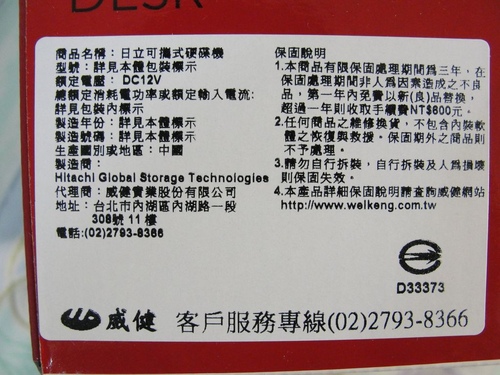 DESK
商品名稱：日立可攜式硬碟機
型號：詳見本體包裝標示
額定電壓：DC12V
總額定消耗電功率或額定輸入電流：
詳見包裝內標示
製造年份：詳見本體標示
製造號碼：詳見本體標示
生產國別或地區：中國
製造商：
Hitachi Global Storage Technologies
代理商：威健實業股份有限公司
地址：台北市內湖區內湖路一段
308號11樓
電話:(02)2793-8366
保固說明
1.本商品有限保固處理期間爲三年，在
保固處理期間非人爲因素造成之不良
品，第一年內免費以新(良)品替換，
超過一年則收取手續費NT$600元。
2.任何商品之維修換貨，不包含內裝軟
體之恢復與救援。保固期外之商品則
不予處理。
3.請勿自行拆裝，自行拆裝及人爲損壞
則保固失效。
4.本產品詳細保固說明請查詢威健網站
http://www.weikeng.com.tw
D33373
威健 客戶服務專線(02)2793-8366